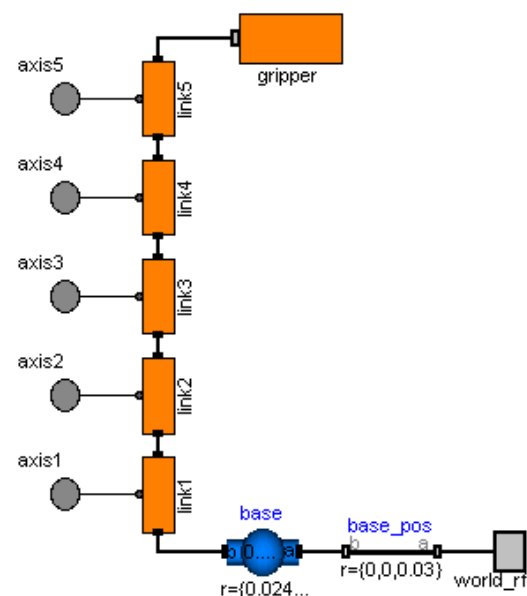 gripper
axis5
link5
axis4
link4
axis3
link3
axis2
link2
axis1
link1
base
b 0.... a
r={0.024...
base_pos
b a
r={0,0,0.03}
world_rf